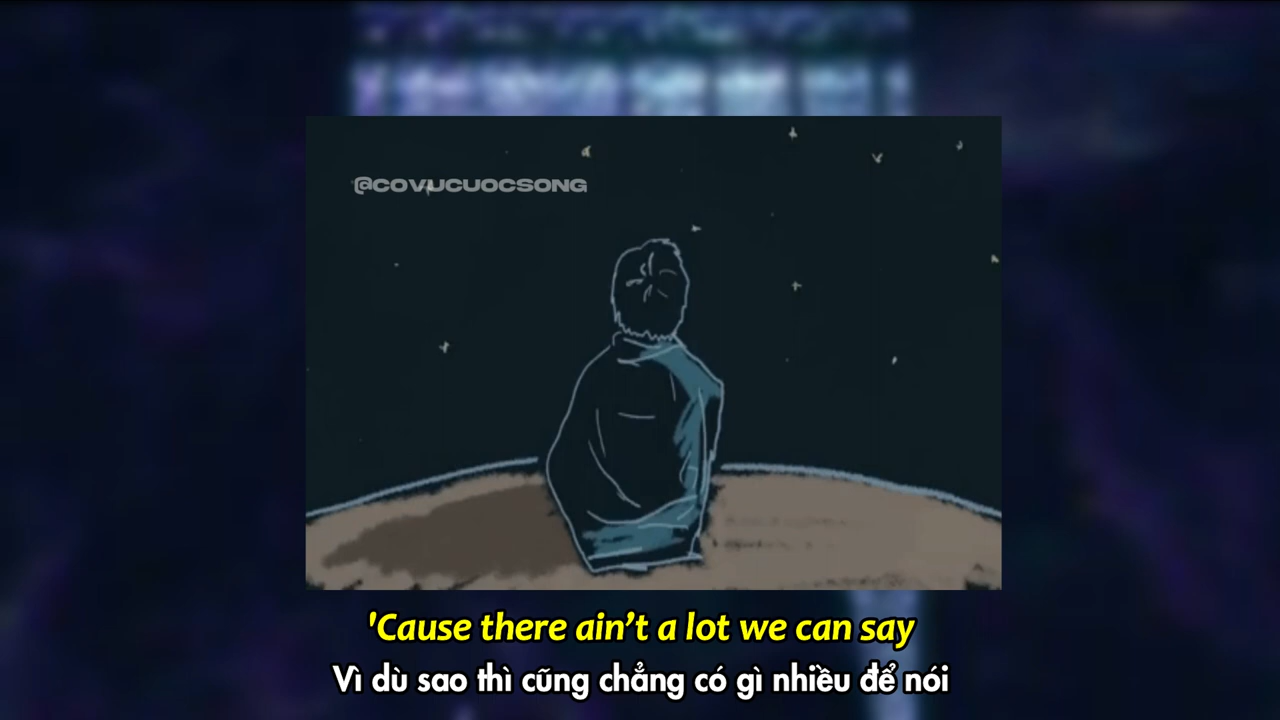 @COVUCUOCSONG
'Cause there ain’t a lot we can say
Vì dù sao thì cũng chẳng có gì nhiều để nói